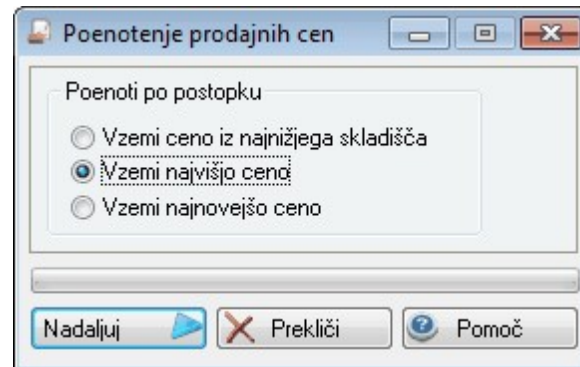 Poenotenje prodajnih cen
Poenoti po postopku
Vzemi ceno iz najnižjega skladišča
Vzemi najvišjo ceno
Vzemi najnovejšo ceno
Nadaljuj
Prekliči
Pomoč